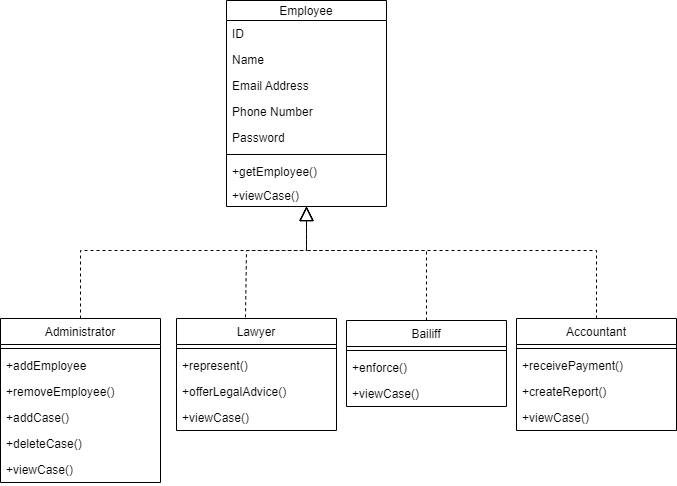 Employee
ID
Name
Email Address
Phone Number
Password
+getEmployee()
+viewCase()
Administrator
+addEmployee
+removeEmployee()
+addCase()
+deleteCase()
+viewCase()
Lawyer
+represent()
+offerLegalAdvice()
+viewCase()
Bailiff
+enforce()
+viewCase()
Accountant
+receivePayment()
+createReport()
+viewCase()